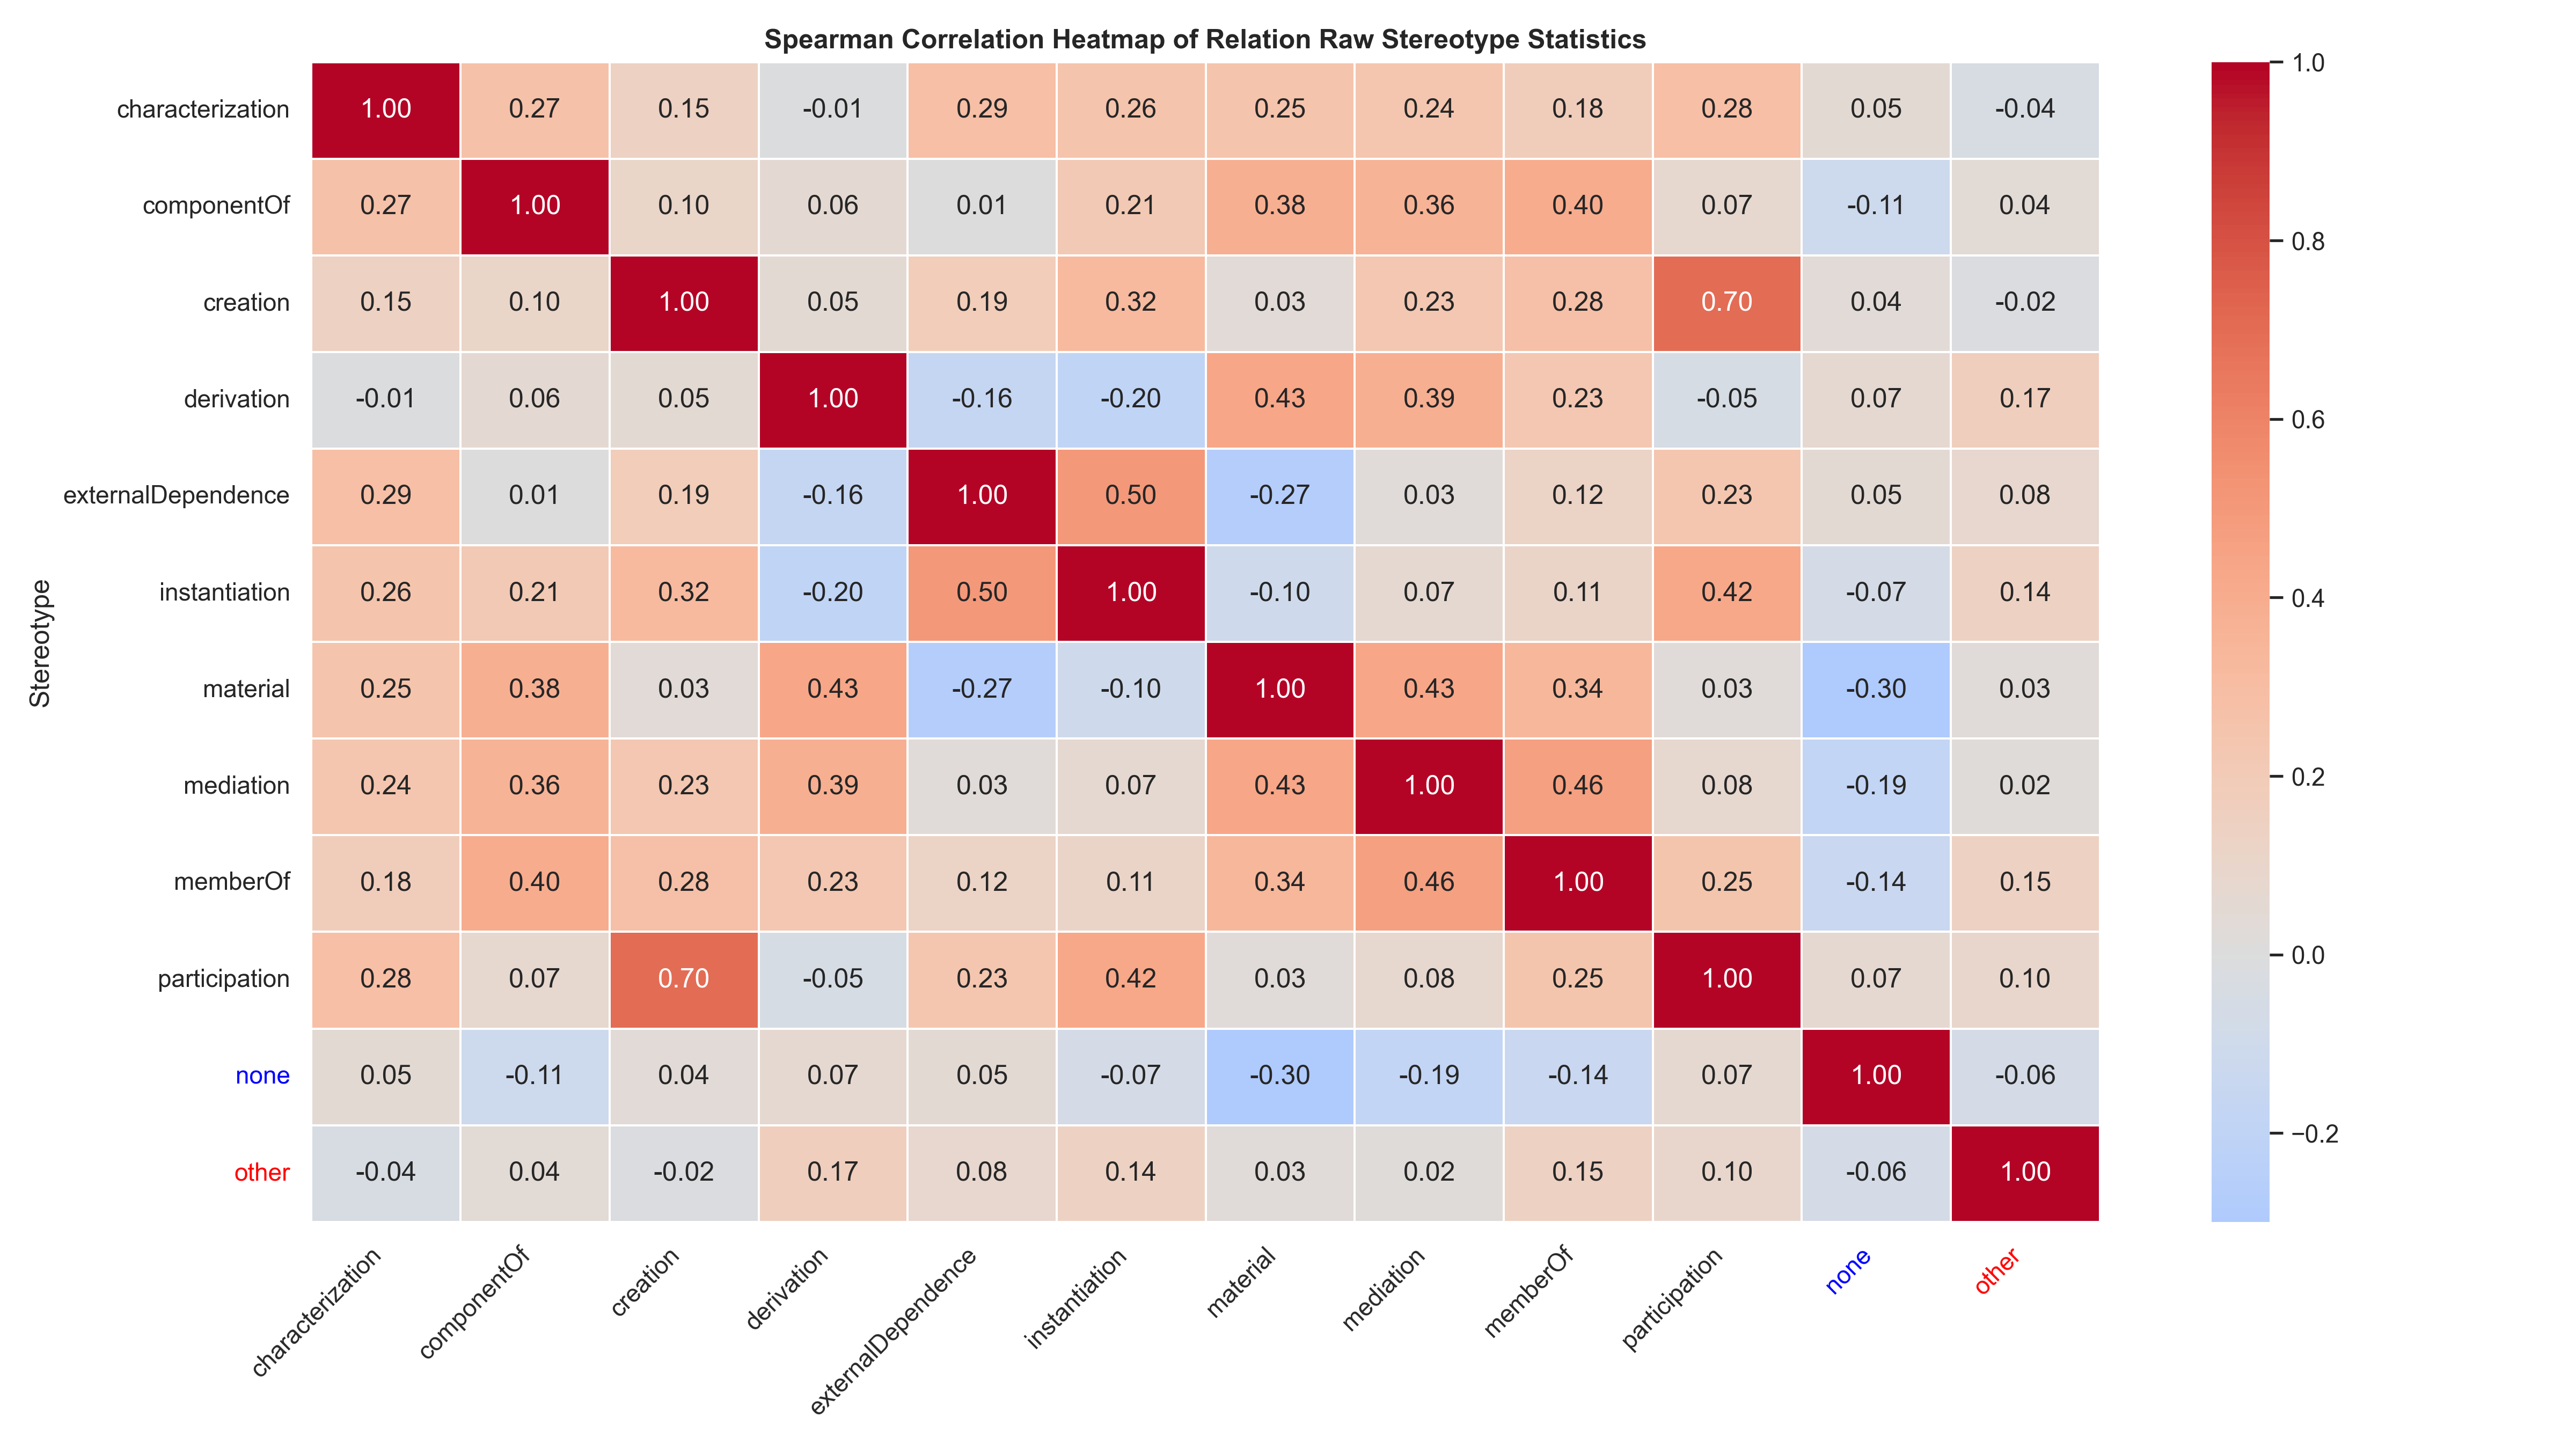 Spearman Correlation Heatmap of Relation Raw Stereotype Statistics
characterization 1.00 0.27 0.15 -0.01 0.29 0.26 0.25 0.24 0.18 0.28 0.05 -0.04
componentOf 0.27 1.00 0.10 0.06 0.01 0.21 0.38 0.36 0.40 0.07 -0.11 0.04
creation 0.15 0.10 1.00 0.05 0.19 0.32 0.03 0.23 0.28 0.70 0.04 -0.02
derivation -0.01 0.06 0.05 1.00 -0.16 -0.20 0.43 0.39 0.23 -0.05 0.07 0.17
externalDependence 0.29 0.01 0.19 -0.16 1.00 0.50 -0.27 0.03 0.12 0.23 0.05 0.08
instantiation 0.26 0.21 0.32 -0.20 0.50 1.00 -0.10 0.07 0.11 0.42 -0.07 0.14
material 0.25 0.38 0.03 0.43 -0.27 -0.10 1.00 0.43 0.34 0.03 -0.30 0.03
mediation 0.24 0.36 0.23 0.39 0.03 0.07 0.43 1.00 0.46 0.08 -0.19 0.02
memberOf 0.18 0.40 0.28 0.23 0.12 0.11 0.34 0.46 1.00 0.25 -0.14 0.15
participation 0.28 0.07 0.70 -0.05 0.23 0.42 0.03 0.08 0.25 1.00 0.07 0.10
none 0.05 -0.11 0.04 0.07 0.05 -0.07 -0.30 -0.19 -0.14 0.07 1.00 -0.06
other -0.04 0.04 -0.02 0.17 0.08 0.14 0.03 0.02 0.15 0.10 -0.06 1.00
Stereotype
characterization componentOf creation derivation externalDependence instantiation material mediation memberOf participation none other
1.0
0.8
0.6
0.4
0.2
0.0
−0.2